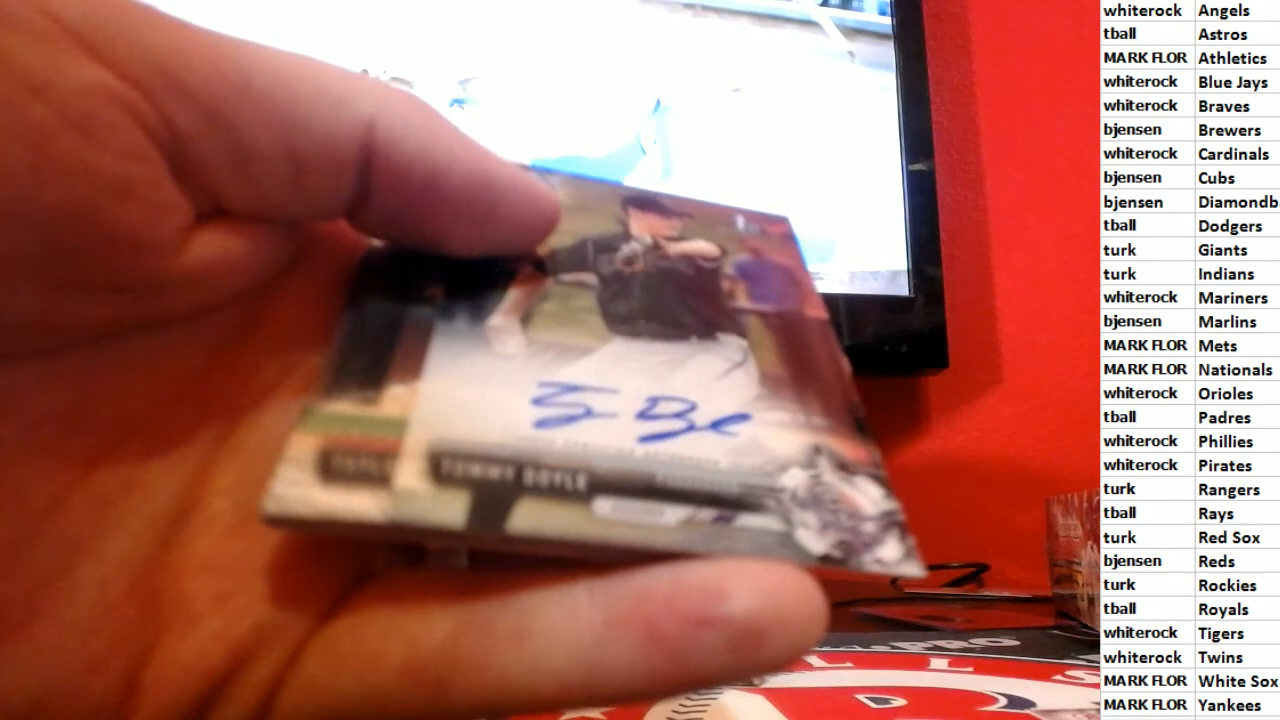 whiterock Angels
tball Astros
MARK FLOR Athletics
whiterock Blue Jays
whiterock Braves
bjensen Brewers
whiterock Cardinals
bjensen Cubs
bjensen Diamondb
tball Dodgers
turk Giants
turk Indians
whiterock Mariners
bjensen Marlins
MARK FLOR Mets
MARK FLOR Nationals
whiterock Orioles
tball Padres
whiterock Phillies
whiterock Pirates
turk Rangers
tball Rays
turk Red Sox
bjensen Reds
turk Rockies
tball Royals
whiterock Tigers
whiterock Twins
MARK FLOR White Sox
MARK FLOR Yankees
TOMMY DOYLE
PRO
L L S